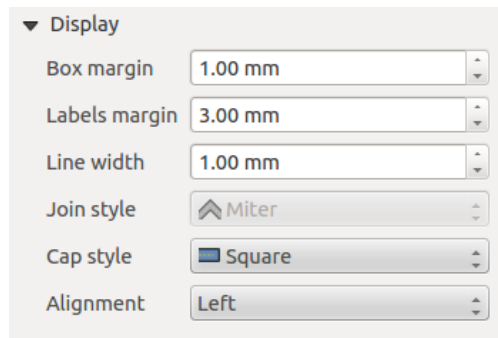 Display
Box margin 1.00 mm
Labels margin 3.00 mm
Line width 1.00 mm
Join style Miter
Cap style Square
Alignment Left